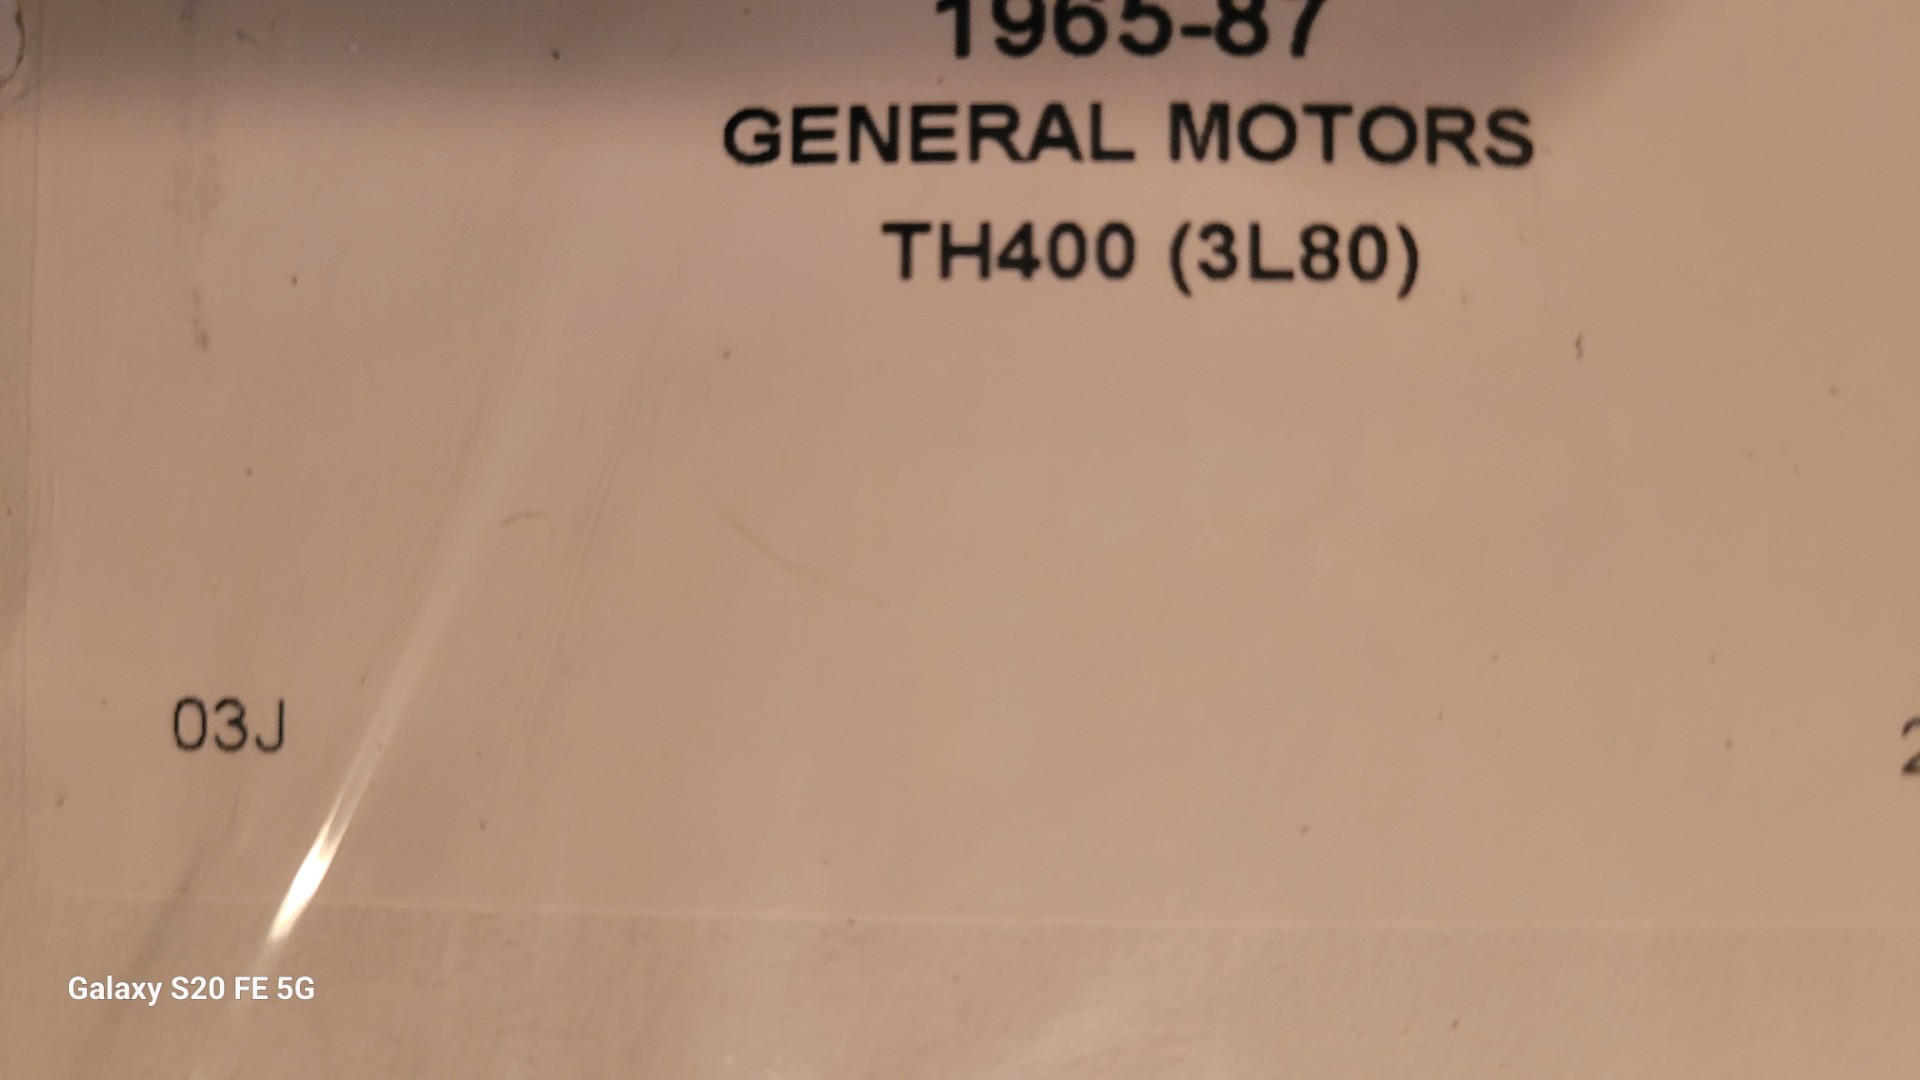 1965-87
GENERAL MOTORS
TH400 (3L80)
03J
Galaxy S20 FE 5G